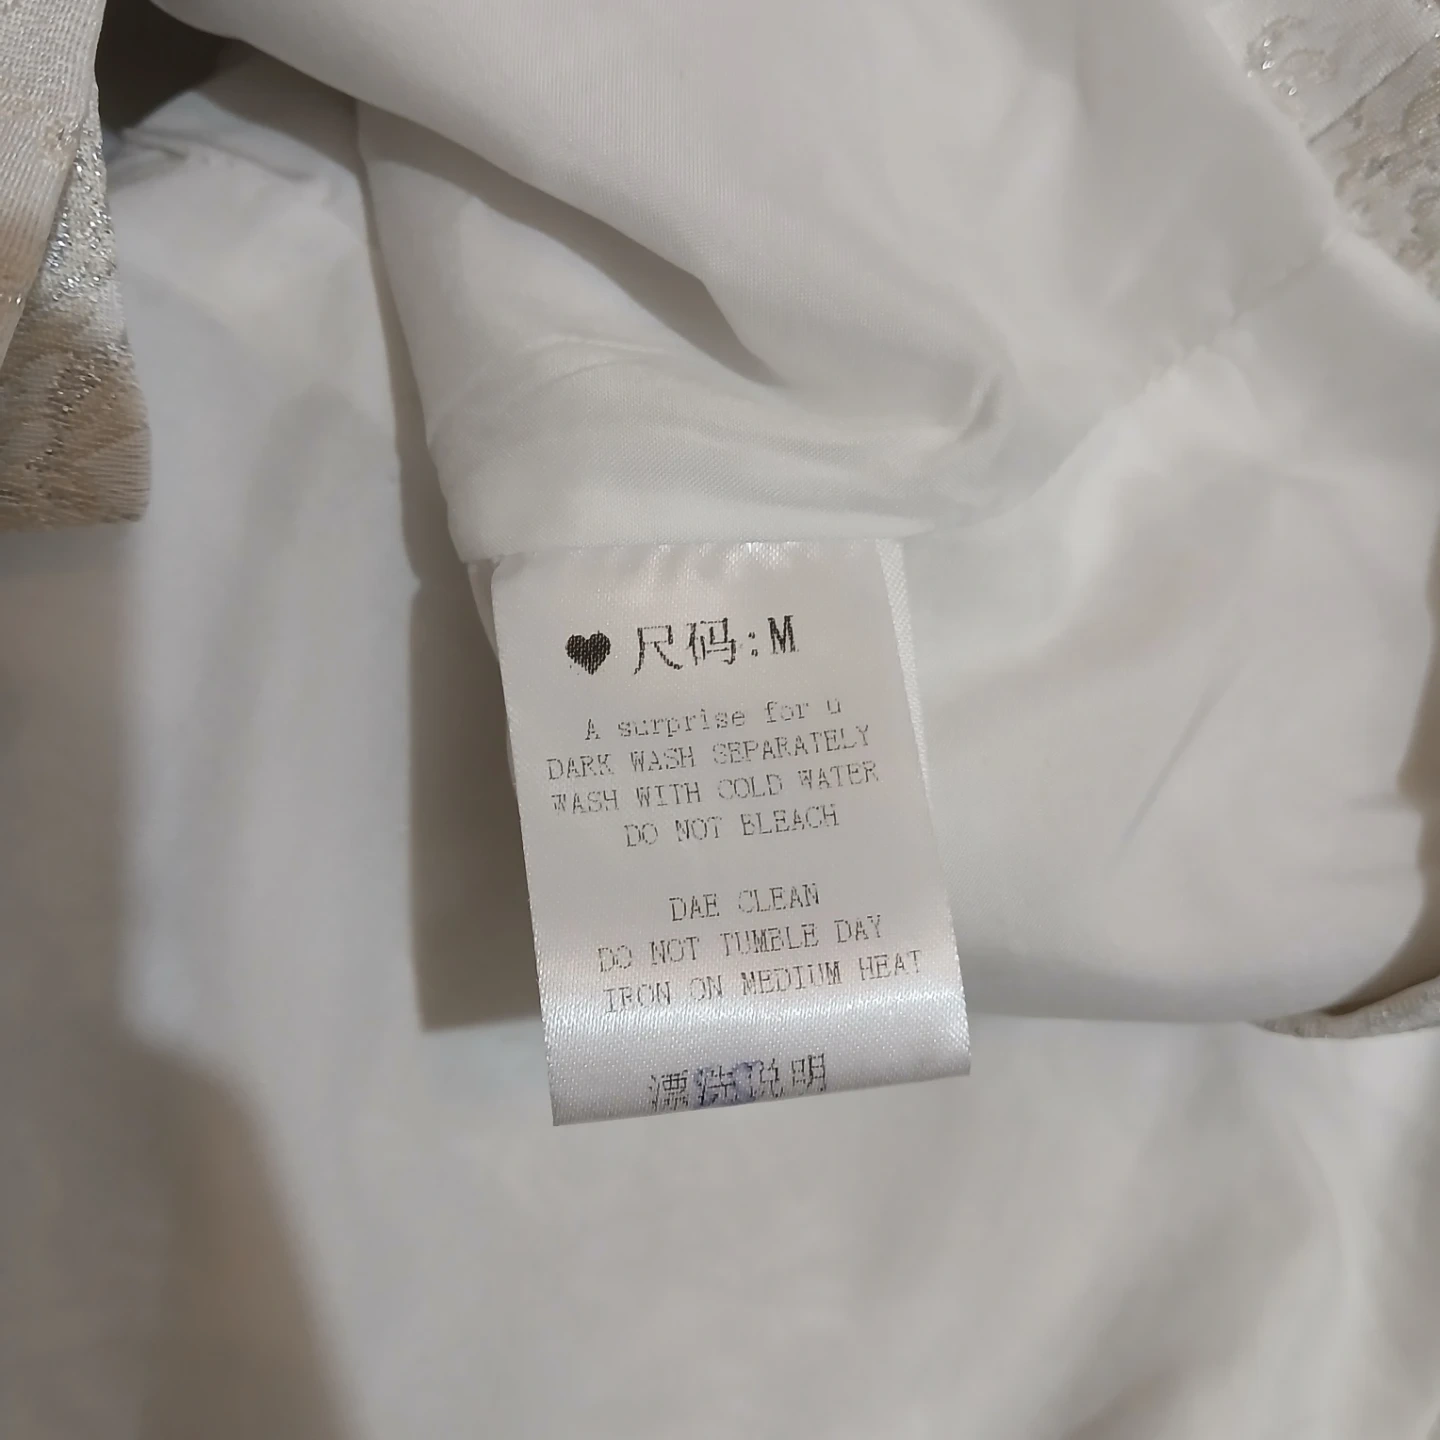 ♥ 尺码:M
A surprise for u
DARK WASH SEPARATELY
WASH WITH COLD WATER
DO NOT BLEACH
DAE CLEAN
DO NOT TUMBLE DAY
IRON ON MEDIUM HEAT
漂洗说明